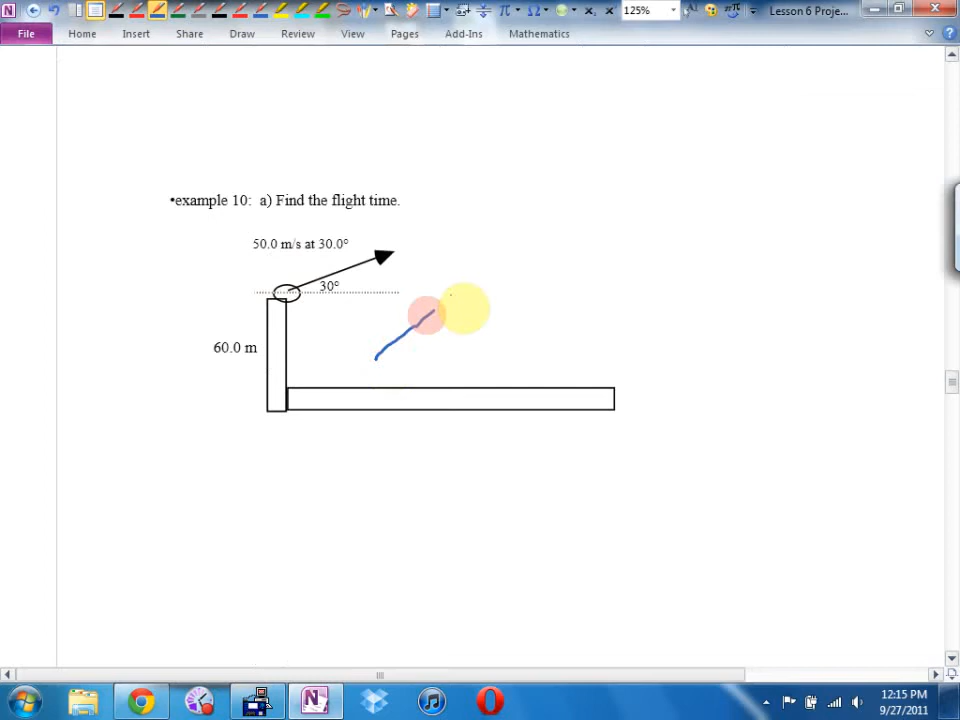 125%
Lesson 6 Proje...
File Home Insert Share Draw Review View Pages Add-Ins Mathematics
•example 10: a) Find the flight time.
50.0 m/s at 30.0°
30°
60.0 m
12:15 PM
9/27/2011